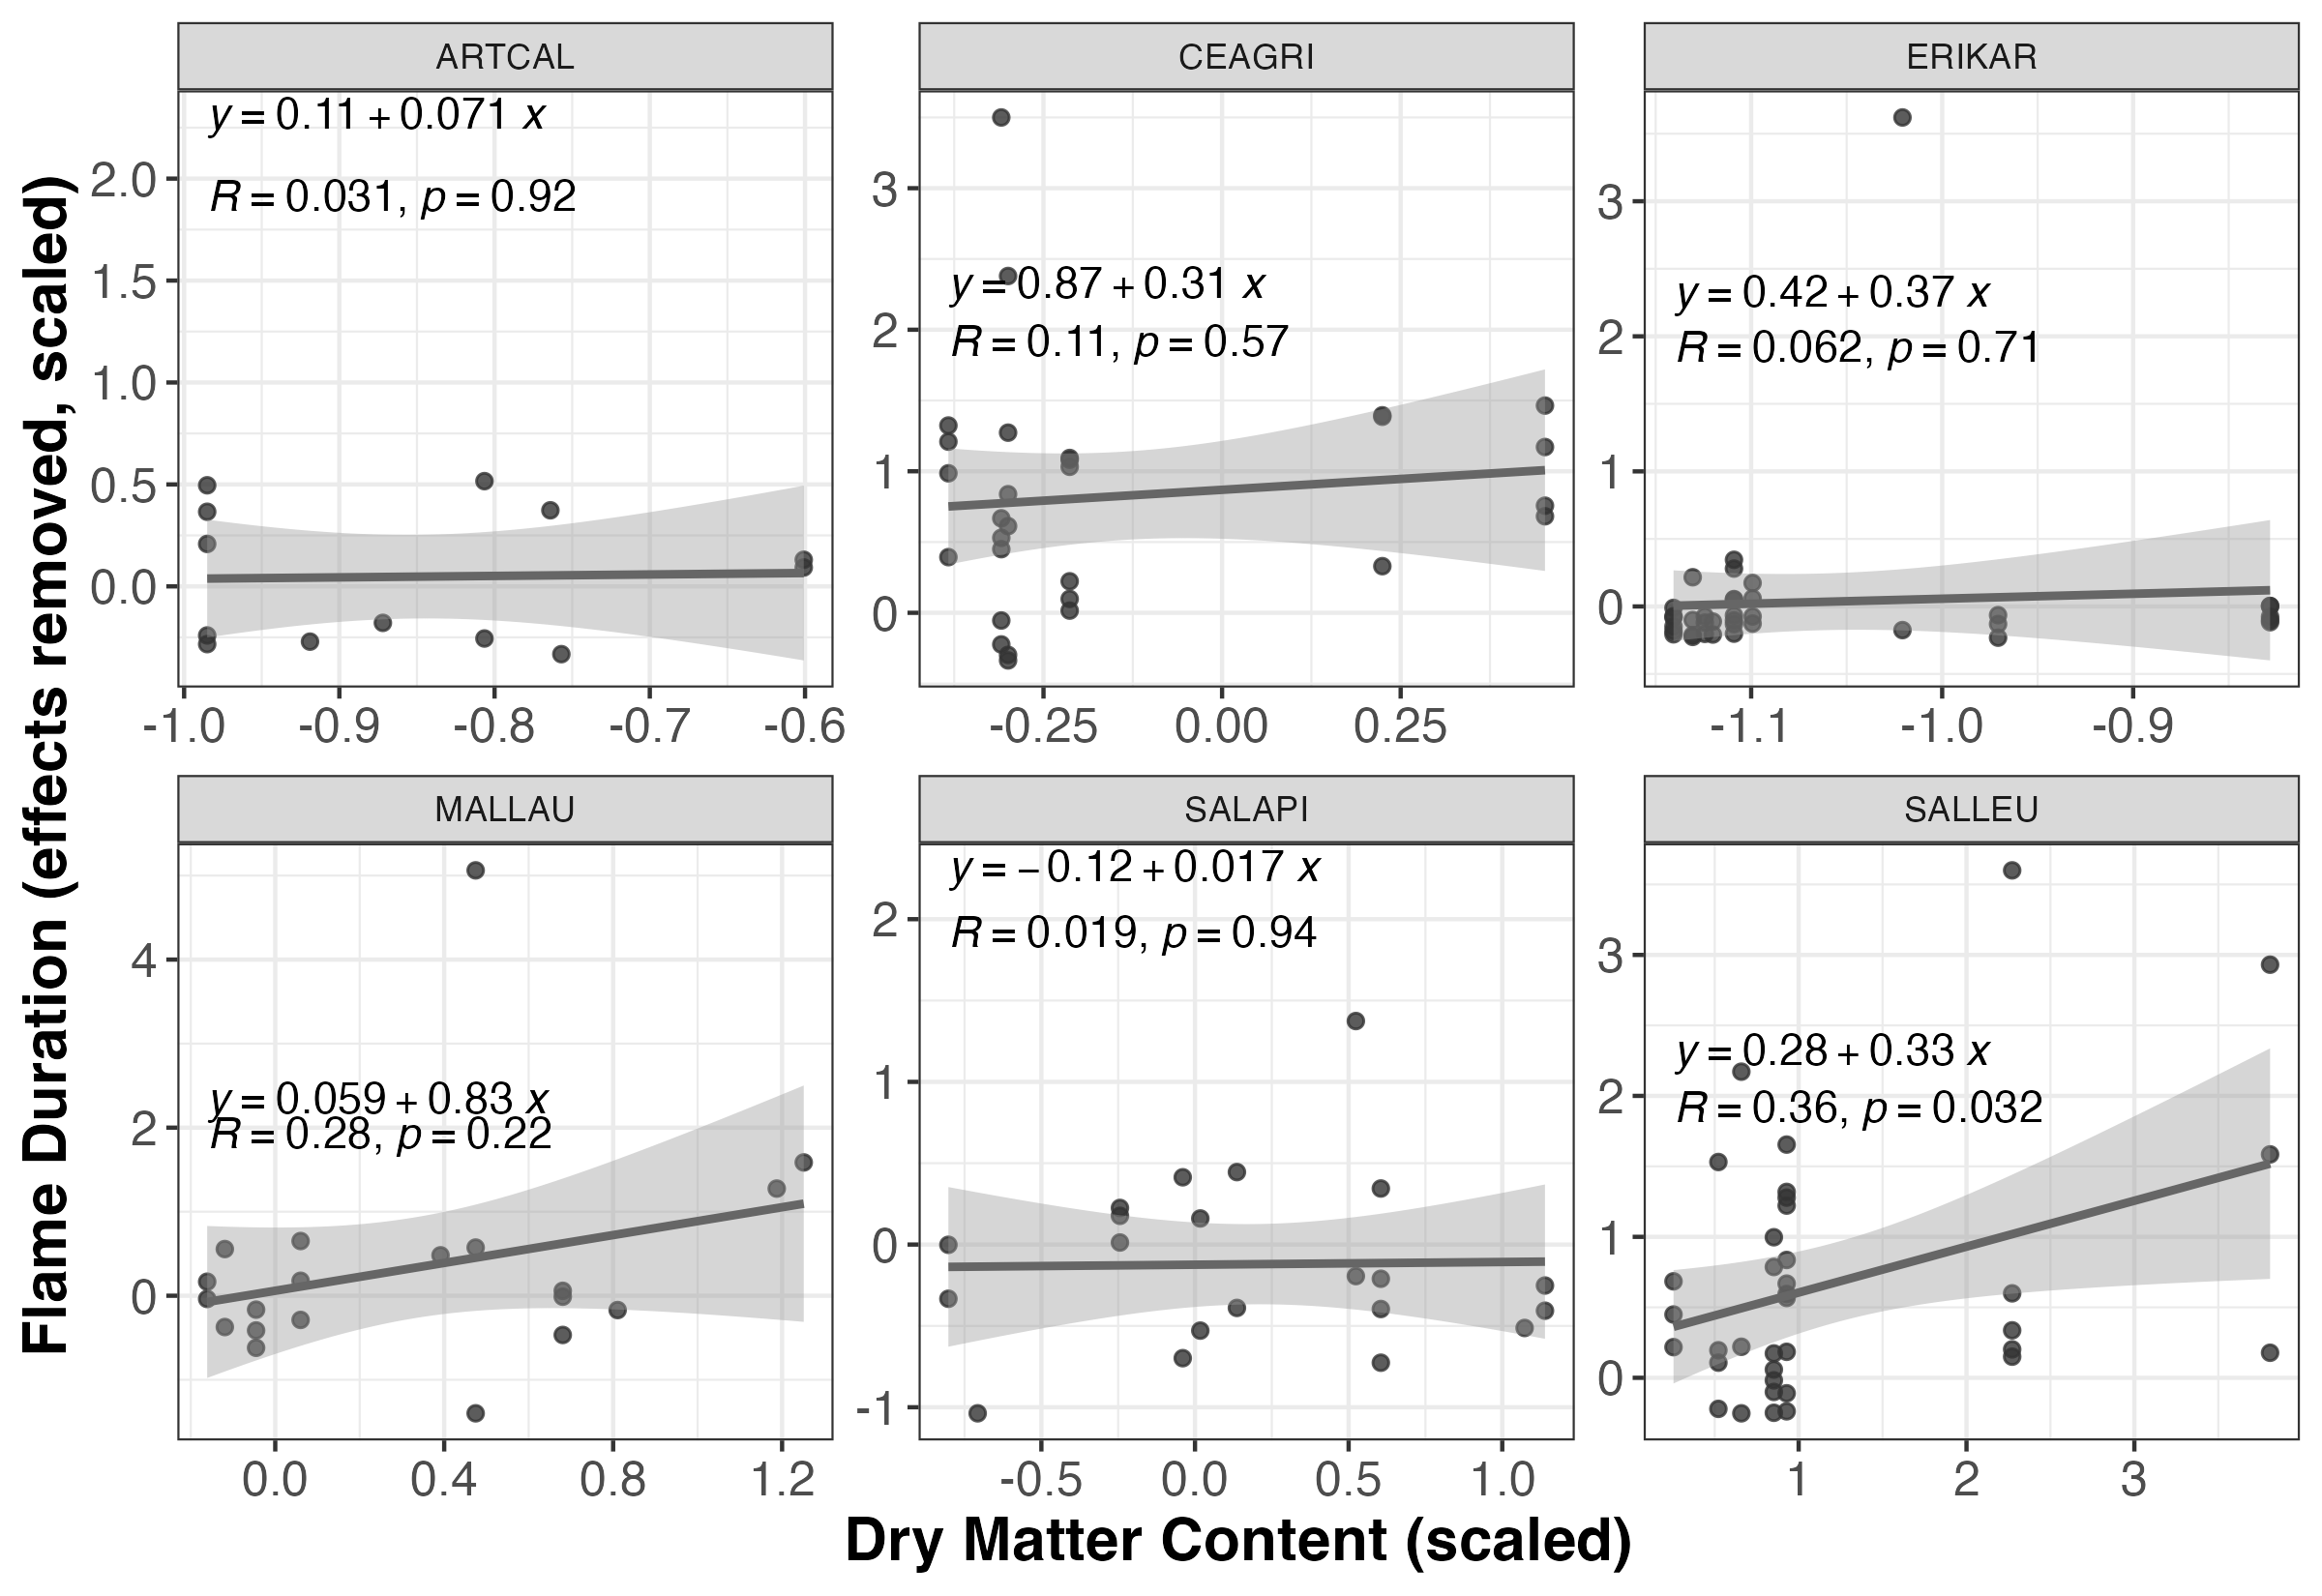 ARTCAL
CEAGRI
ERIKAR
y = 0.11 + 0.071 x
R = 0.031, p = 0.92
y = 0.87 + 0.31 x
R = 0.11, p = 0.57
y = 0.42 + 0.37 x
R = 0.062, p = 0.71
2.0
1.5
1.0
0.5
0.0
3
2
1
0
3
2
1
0
-1.0 -0.9 -0.8 -0.7 -0.6
-0.25 0.00 0.25
-1.1 -1.0 -0.9
MALLAU
SALAPI
SALLEU
y = 0.059 + 0.83 x
R = 0.28, p = 0.22
y = −0.12 + 0.017 x
R = 0.019, p = 0.94
y = 0.28 + 0.33 x
R = 0.36, p = 0.032
4
2
0
2
1
0
-1
3
2
1
0
0.0 0.4 0.8 1.2
-0.5 0.0 0.5 1.0
1 2 3
Dry Matter Content (scaled)
Flame Duration (effects removed, scaled)